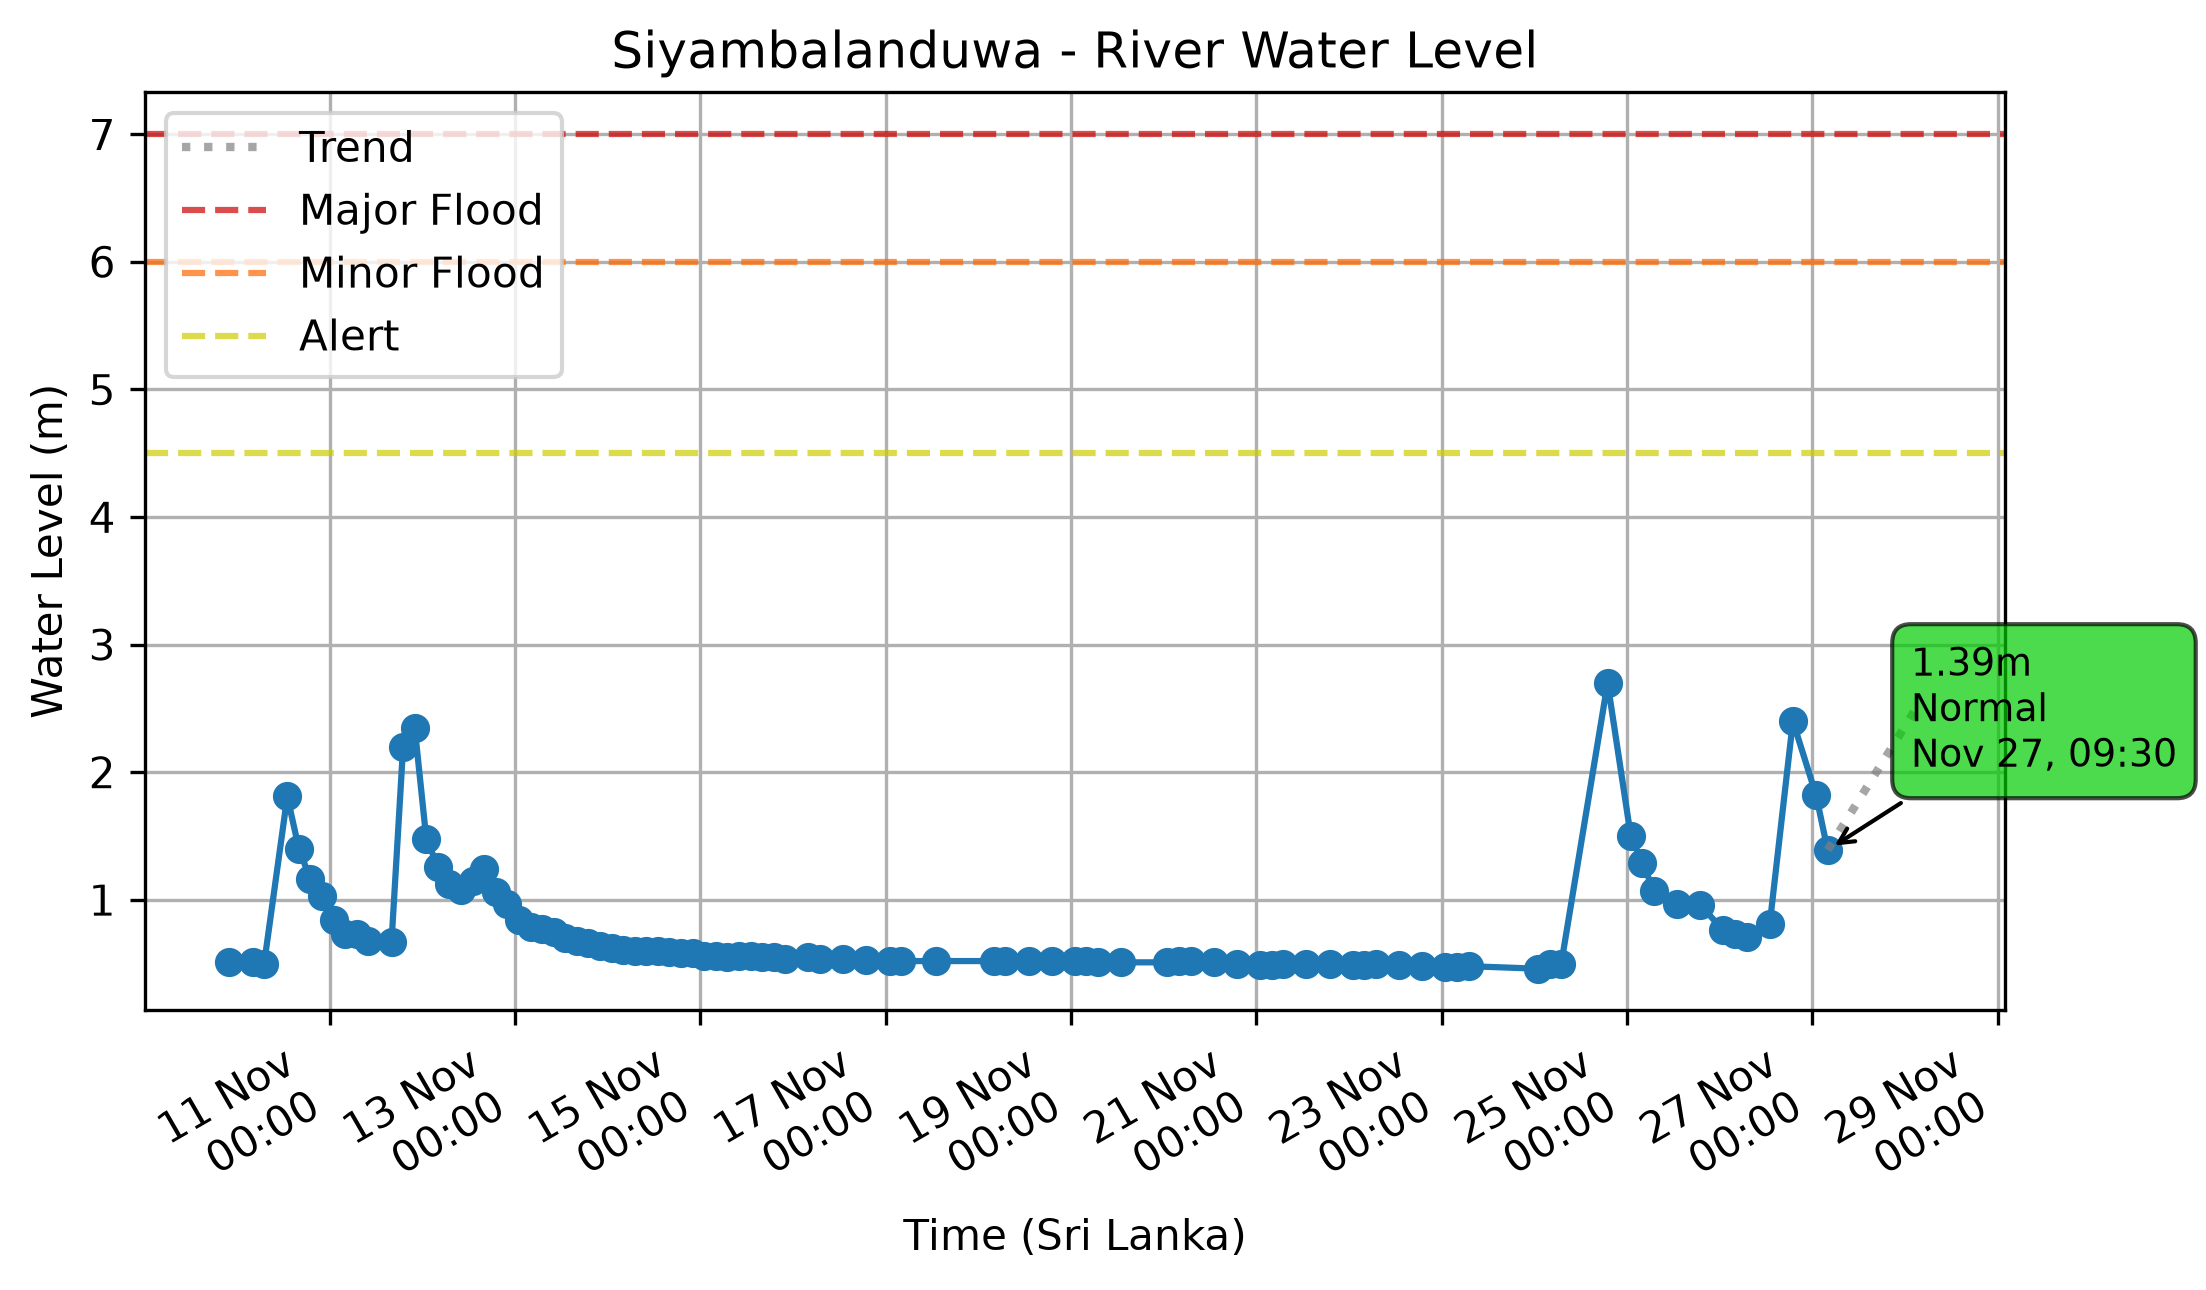 Siyambalanduwa - River Water Level
Trend
Major Flood
Minor Flood
Alert
Water Level (m)
7
6
5
4
3
2
1
1.39m
Normal
Nov 27, 09:30
11 Nov
00:00
13 Nov
00:00
15 Nov
00:00
17 Nov
00:00
19 Nov
00:00
21 Nov
00:00
23 Nov
00:00
25 Nov
00:00
27 Nov
00:00
29 Nov
00:00
Time (Sri Lanka)